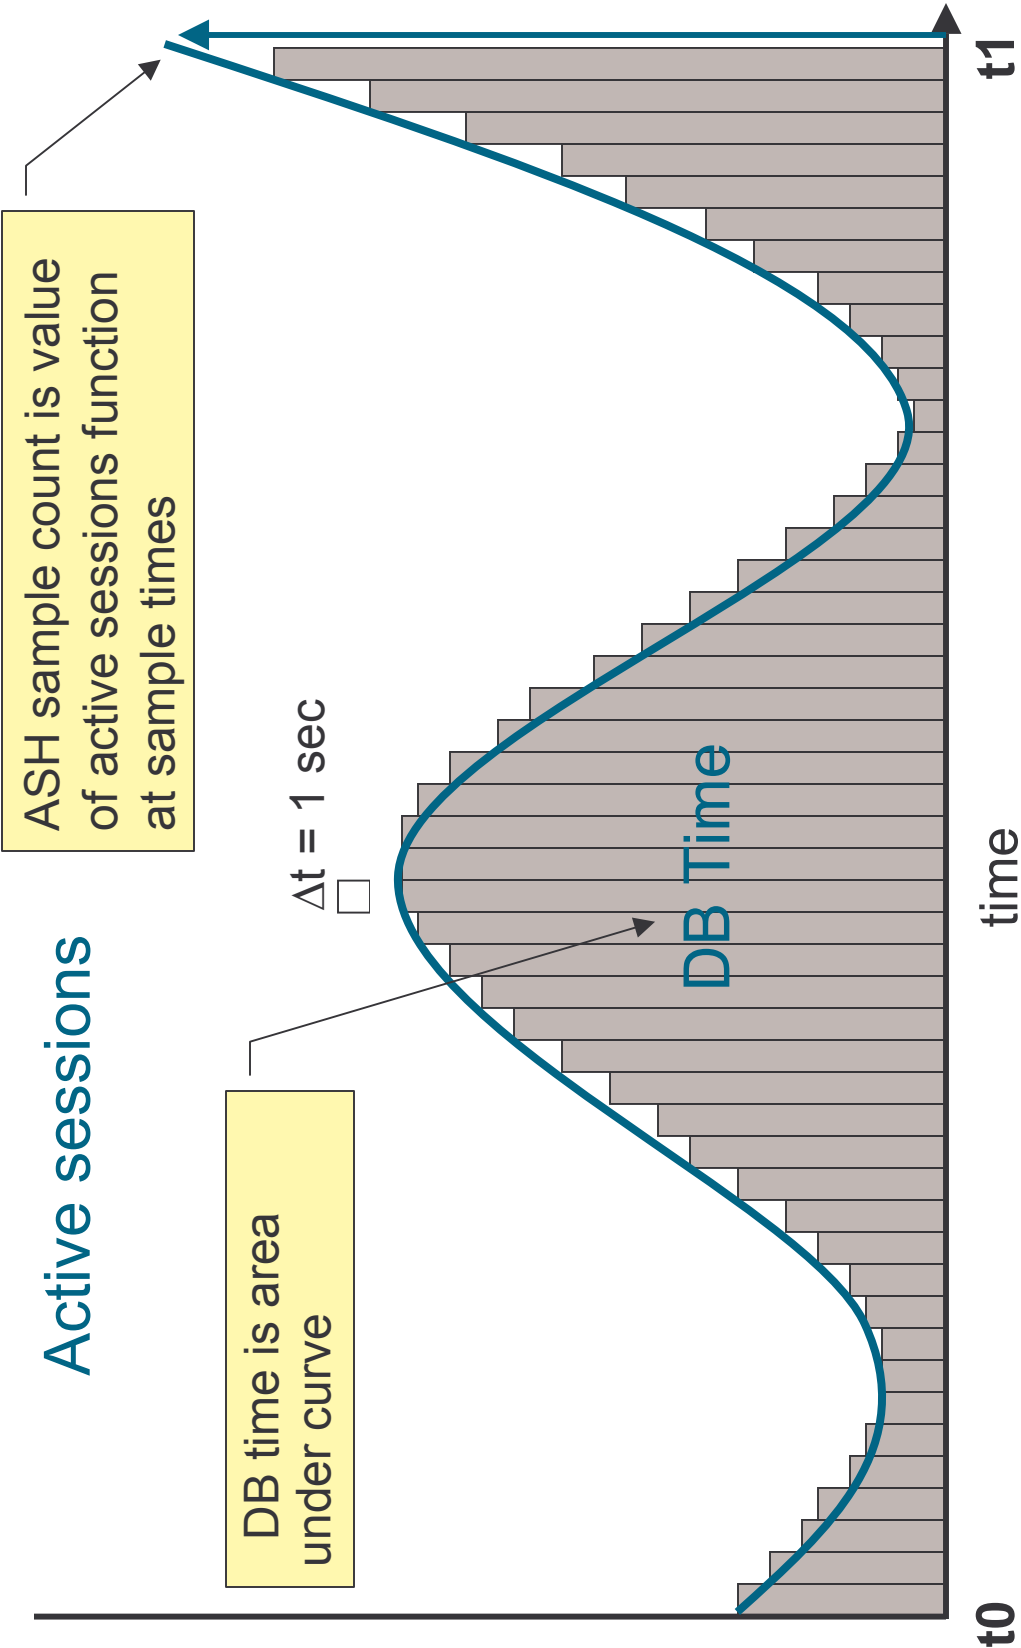 Active sessions
ASH sample count is value
of active sessions function
at sample times
DB time is area
under curve
Δt = 1 sec
DB Time
t0
time
t1